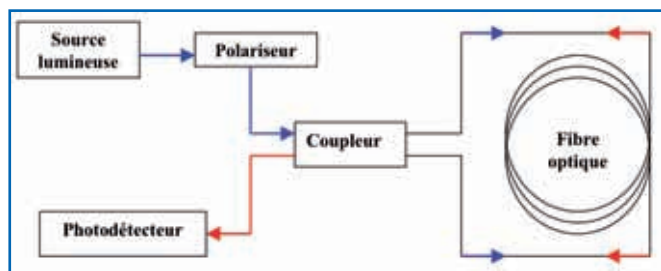 Source
lumineuse
Polariseur
Coupleur
Fibre
optique
Photodétecteur